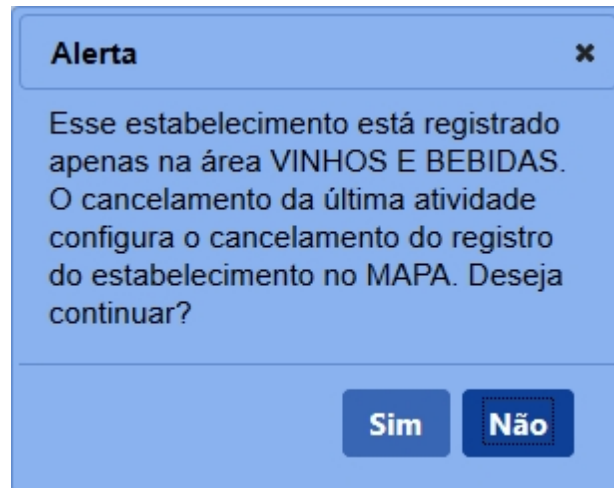 Alerta
Esse estabelecimento está registrado
apenas na área VINHOS E BEBIDAS.
O cancelamento da última atividade
configura o cancelamento do registro
do estabelecimento no MAPA. Deseja
continuar?
Sim Não